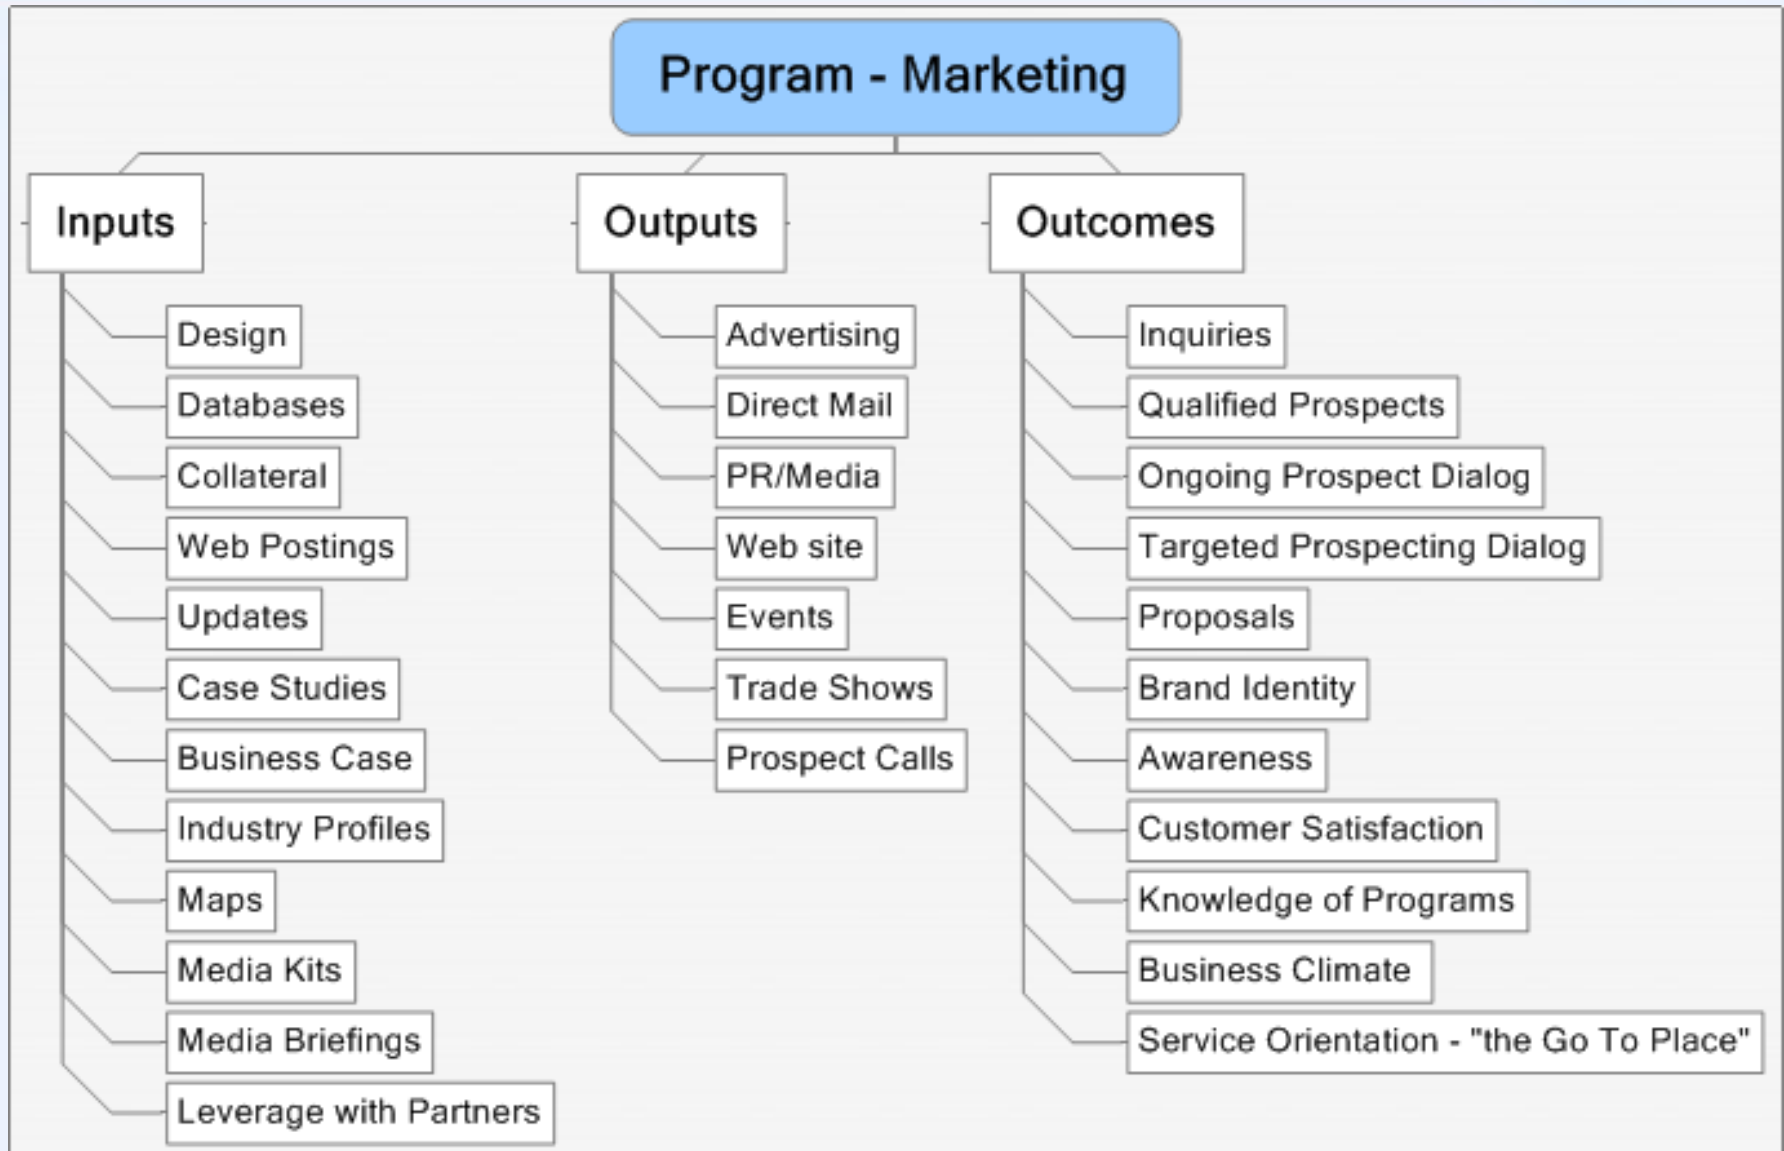 Program - Marketing
Inputs
Design
Databases
Collateral
Web Postings
Updates
Case Studies
Business Case
Industry Profiles
Maps
Media Kits
Media Briefings
Leverage with Partners
Outputs
Advertising
Direct Mail
PR/Media
Web site
Events
Trade Shows
Prospect Calls
Outcomes
Inquiries
Qualified Prospects
Ongoing Prospect Dialog
Targeted Prospecting Dialog
Proposals
Brand Identity
Awareness
Customer Satisfaction
Knowledge of Programs
Business Climate
Service Orientation - "the Go To Place"